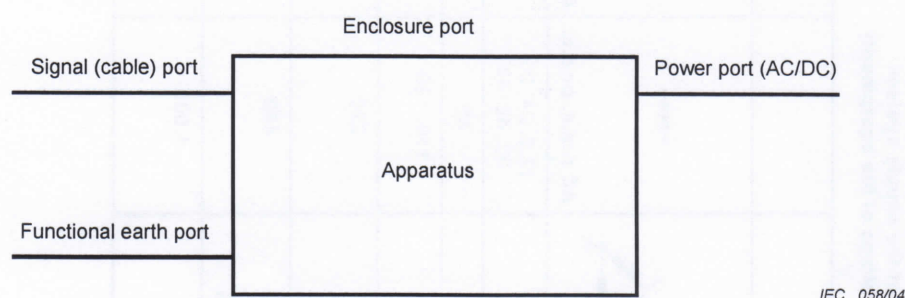 Enclosure port
Signal (cable) port
Power port (AC/DC)
Apparatus
Functional earth port
IEC 058/04